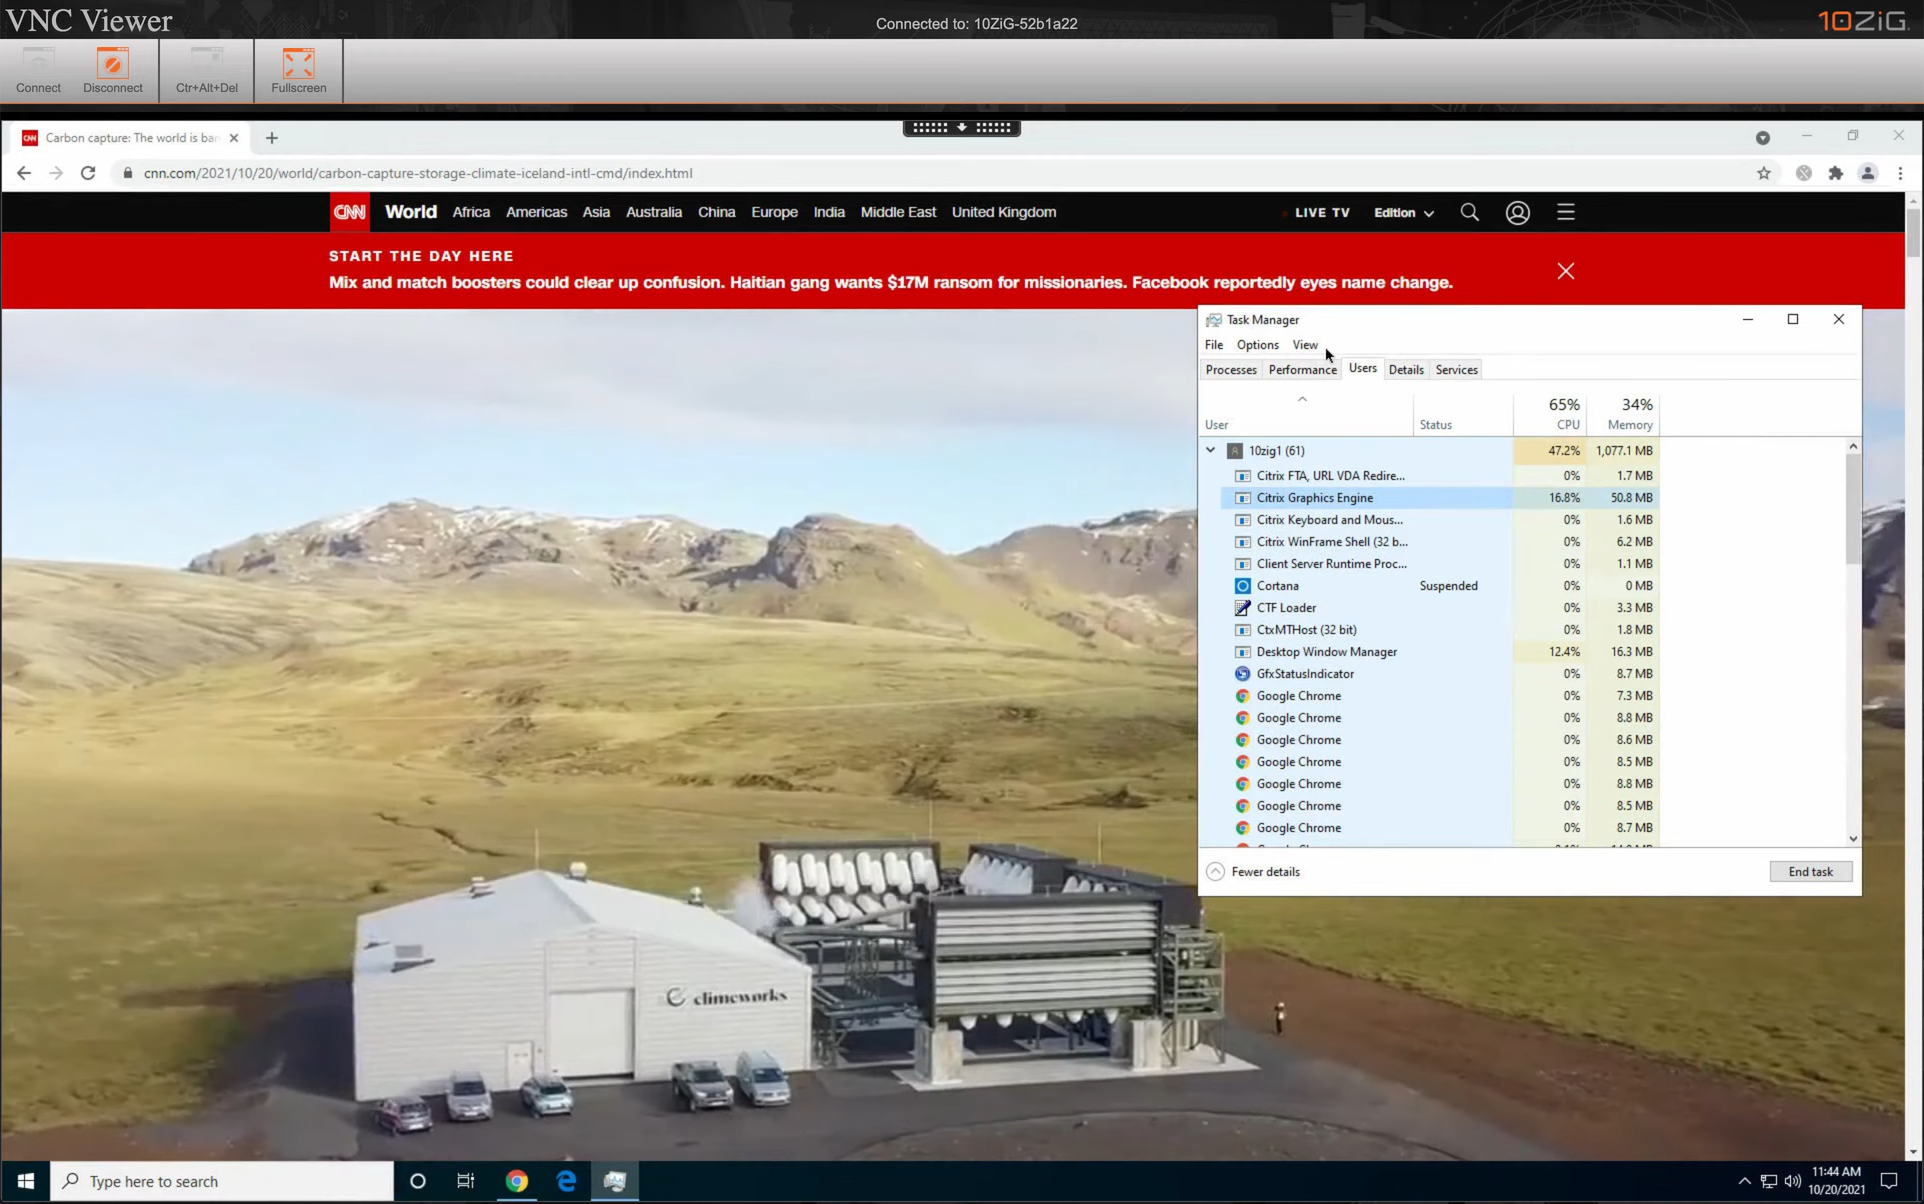 VNC Viewer
Connected to: 10ZiG-52b1a22
10ZiG
Connect
Disconnect
Ctr+Alt+Del
Fullscreen
CNN Carbon capture: The world is ba
cnn.com/2021/10/20/world/carbon-capture-storage-climate-iceland-intl-cmd/index.html
CNN World Africa Americas Asia Australia China Europe India Middle East United Kingdom LIVE TV Edition
START THE DAY HERE
Mix and match boosters could clear up confusion. Haitian gang wants $17M ransom for missionaries. Facebook reportedly eyes name change.
Task Manager
File Options View
Processes Performance Users Details Services
65% 34%
User Status CPU Memory
10zig1 (61) 47.2% 1,077.1 MB
Citrix FTA, URL VDA Redire... 0% 1.7 MB
Citrix Graphics Engine 16.8% 50.8 MB
Citrix Keyboard and Mous... 0% 1.6 MB
Citrix WinFrame Shell (32 b... 0% 6.2 MB
Client Server Runtime Proc... 0% 1.1 MB
Cortana Suspended 0% 0 MB
CTF Loader 0% 3.3 MB
CtxMTHost (32 bit) 0% 1.8 MB
Desktop Window Manager 12.4% 16.3 MB
GfxStatusIndicator 0% 8.7 MB
Google Chrome 0% 7.3 MB
Google Chrome 0% 8.8 MB
Google Chrome 0% 8.6 MB
Google Chrome 0% 8.5 MB
Google Chrome 0% 8.8 MB
Google Chrome 0% 8.5 MB
Google Chrome 0% 8.7 MB
Fewer details
End task
climeworks
Type here to search
11:44 AM
10/20/2021